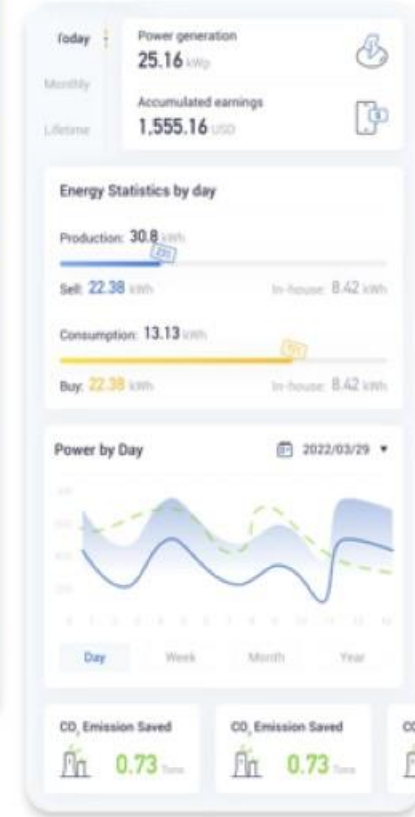 Today
Power generation
25.16 kWp
Monthly
Accumulated earnings
1,555.16 USD
Lifetime
Energy Statistics by day
Production: 30.8 kWh
Sell: 22.38 kWh In-house: 8.42 kWh
Consumption: 13.13 kWh
Buy: 22.38 kWh In-house: 8.42 kWh
Power by Day 2022/03/29
Day Week Month Year
CO₂ Emission Saved CO₂ Emission Saved CO
0.73 Tons 0.73 Tons